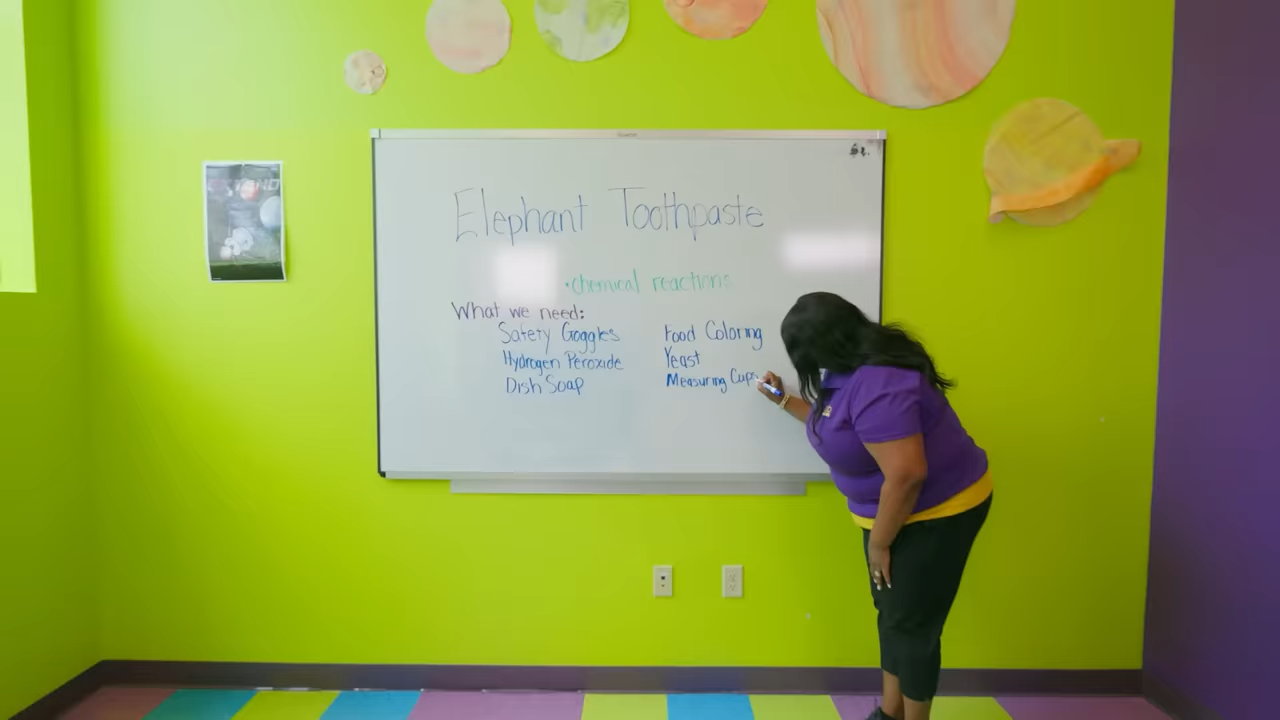 Elephant Toothpaste
•chemical reactions
What we need:
Safety Goggles
Hydrogen Peroxide
Dish Soap
Food Coloring
Yeast
Measuring Cups